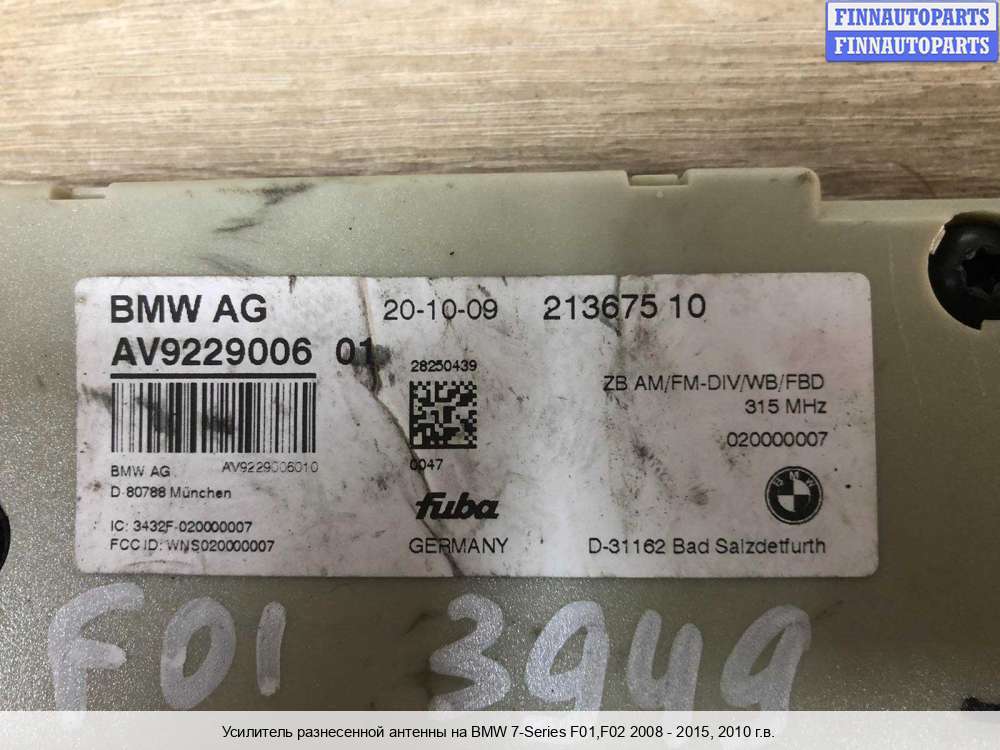 FINNAUTOPARTS
FINNAUTOPARTS
BMW AG 20-10-09 213675 10
AV9229006 01
28250439
ZB AM/FM-DIV/WB/FBD
315 MHz
020000007
0047
BMW AG AV9229006010
D-80788 München
fuba
BMW
IC: 3432F-020000007
FCC ID: WNS020000007
GERMANY D-31162 Bad Salzdetfurth
F01 3949
Усилитель разнесенной антенны на BMW 7-Series F01,F02 2008 - 2015, 2010 г.в.